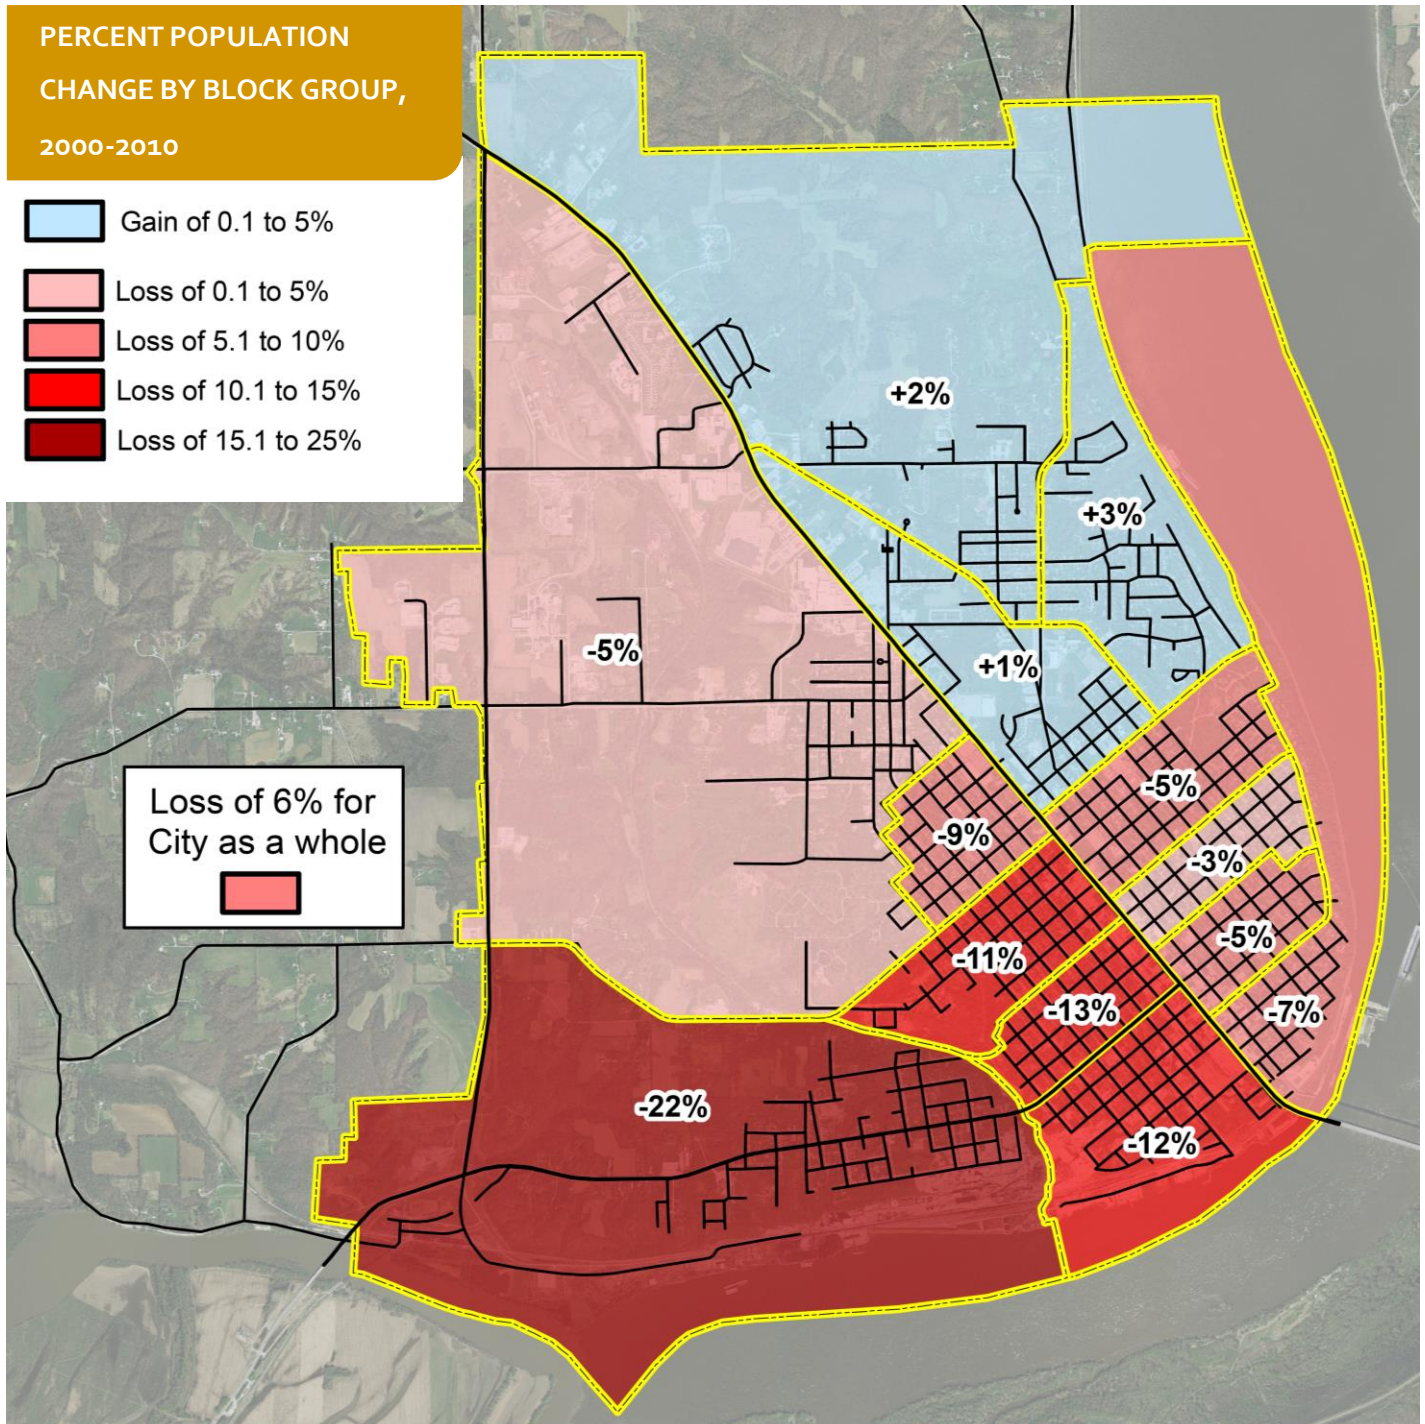 PERCENT POPULATION
CHANGE BY BLOCK GROUP,
2000-2010
Gain of 0.1 to 5%
Loss of 0.1 to 5%
Loss of 5.1 to 10%
Loss of 10.1 to 15%
Loss of 15.1 to 25%
+2%
+3%
-5%
+1%
-5%
Loss of 6% for
City as a whole
-9%
-3%
-5%
-11%
-13%
-7%
-22%
-12%